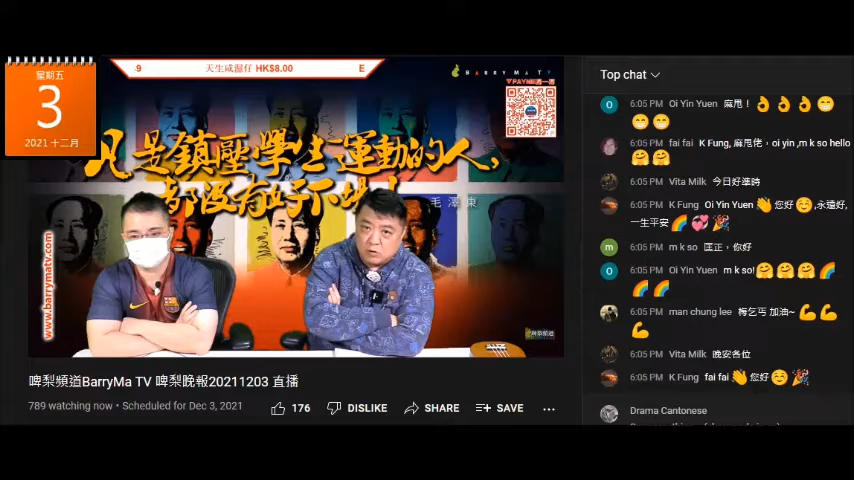 星期五
3
2021 十二月
9
天生咸濕仔 HK$8.00
E
BARRYMATV
凡是鎮壓學生運動的人，
都沒有好下場！
毛澤東
www.barrymatv.com
啤梨頻道
啤梨頻道BarryMa TV 啤梨晚報20211203 直播
789 watching now • Scheduled for Dec 3, 2021
176
DISLIKE
SHARE
SAVE
Top chat
O
6:05 PM Oi Yin Yuen 麻甩！👌👌👌😁
😁😁
6:05 PM fai fai K Fung, 麻甩佬，oi yin ,m k so hello
🤗🤗
6:05 PM Vita Milk 今日好準時
6:05 PM K Fung Oi Yin Yuen👋您好☺️,永遠好,
一生平安🌈💞🎉
m
6:05 PM m k so 匡正，你好
O
6:05 PM Oi Yin Yuen m k so!🤗🤗🤗🌈
🌈🌈
6:05 PM man chung lee 梅乞丐 加油~💪💪
💪
6:05 PM Vita Milk 晚安各位
6:05 PM K Fung fai fai👋您好☺️🎉
Drama Cantonese